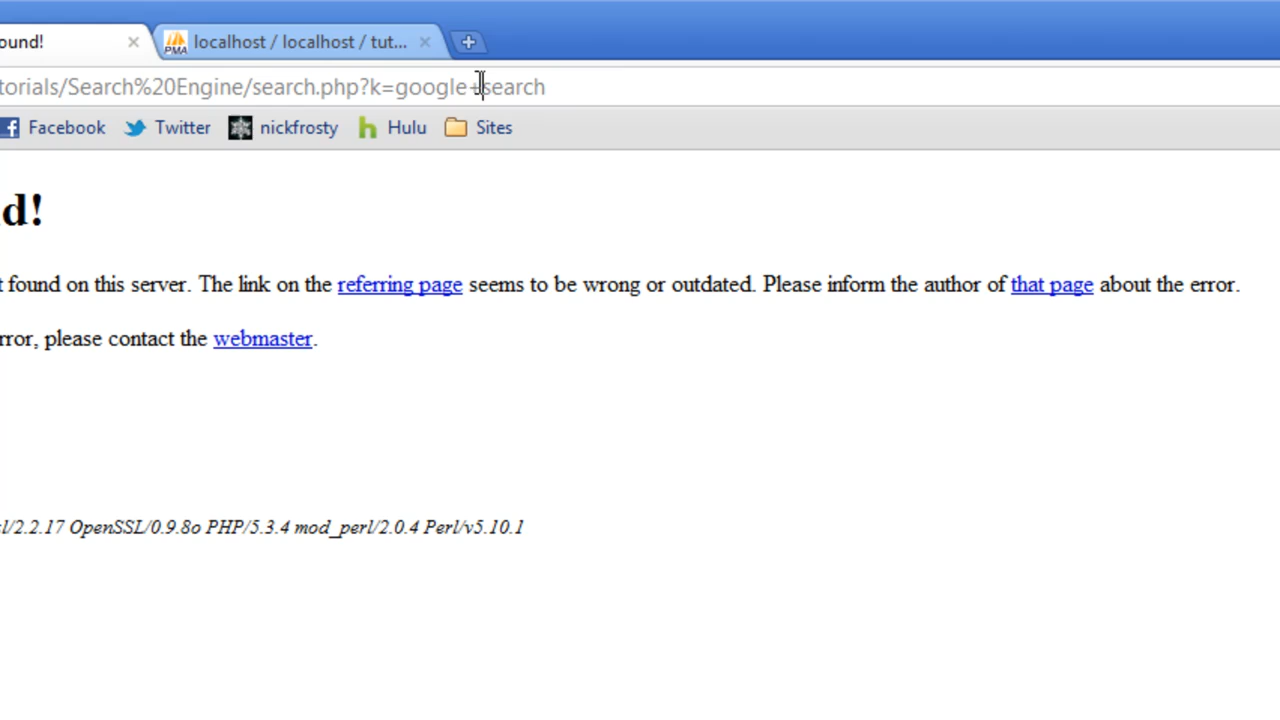 ound!
PMA localhost / localhost / tut...
torials/Search%20Engine/search.php?k=google+search
Facebook Twitter nickfrosty Hulu Sites
d!
found on this server. The link on the referring page seems to be wrong or outdated. Please inform the author of that page about the error.
rror, please contact the webmaster.
l/2.2.17 OpenSSL/0.9.8o PHP/5.3.4 mod_perl/2.0.4 Perl/v5.10.1